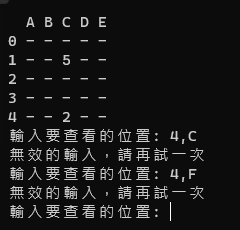 A B C D E
0 - - - - -
1 - - 5 - -
2 - - - - -
3 - - - - -
4 - - 2 - -
輸入要查看的位置: 4,C
無效的輸入，請再試一次
輸入要查看的位置: 4,F
無效的輸入，請再試一次
輸入要查看的位置: